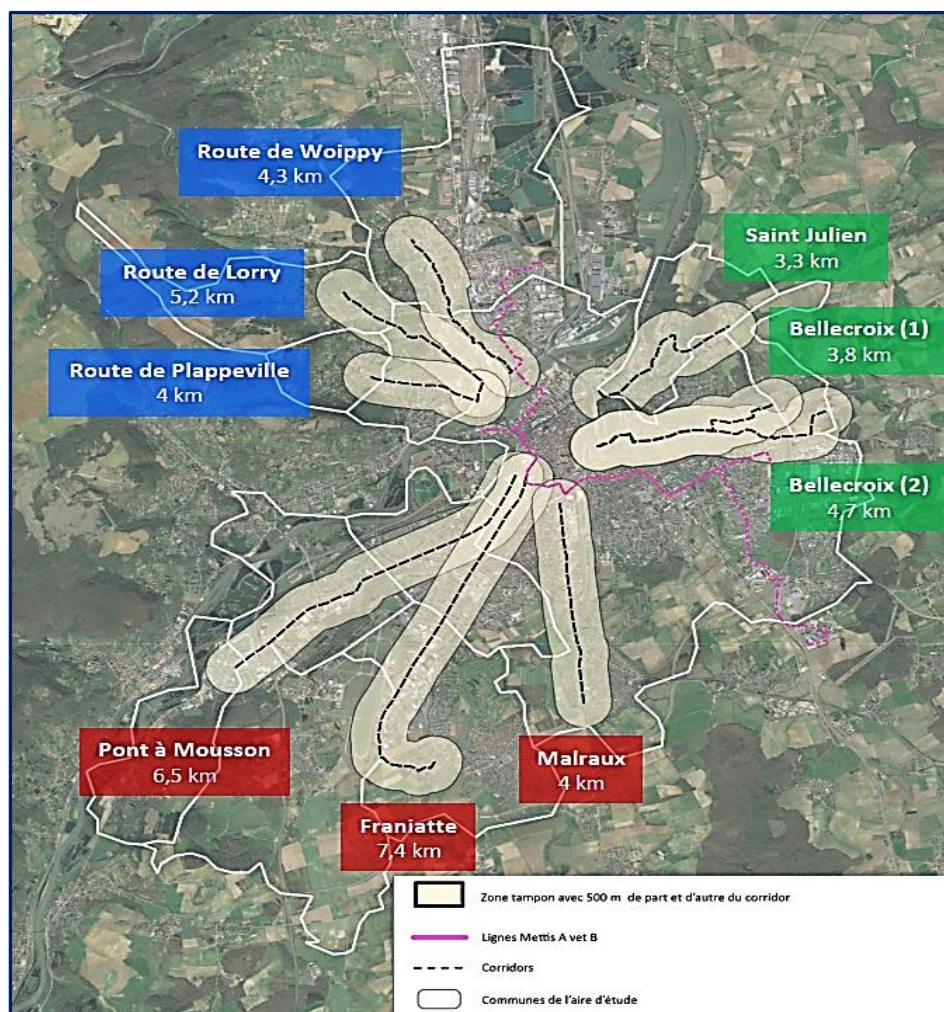 Route de Woippy
4,3 km
Saint Julien
3,3 km
Route de Lorry
5,2 km
Bellecroix (1)
3,8 km
Route de Plappeville
4 km
Bellecroix (2)
4,7 km
Pont à Mousson
6,5 km
Malraux
4 km
Franiatte
7,4 km
Zone tampon avec 500 m de part et d'autre du corridor
Lignes Mettis A vet B
Corridors
Communes de l'aire d'étude